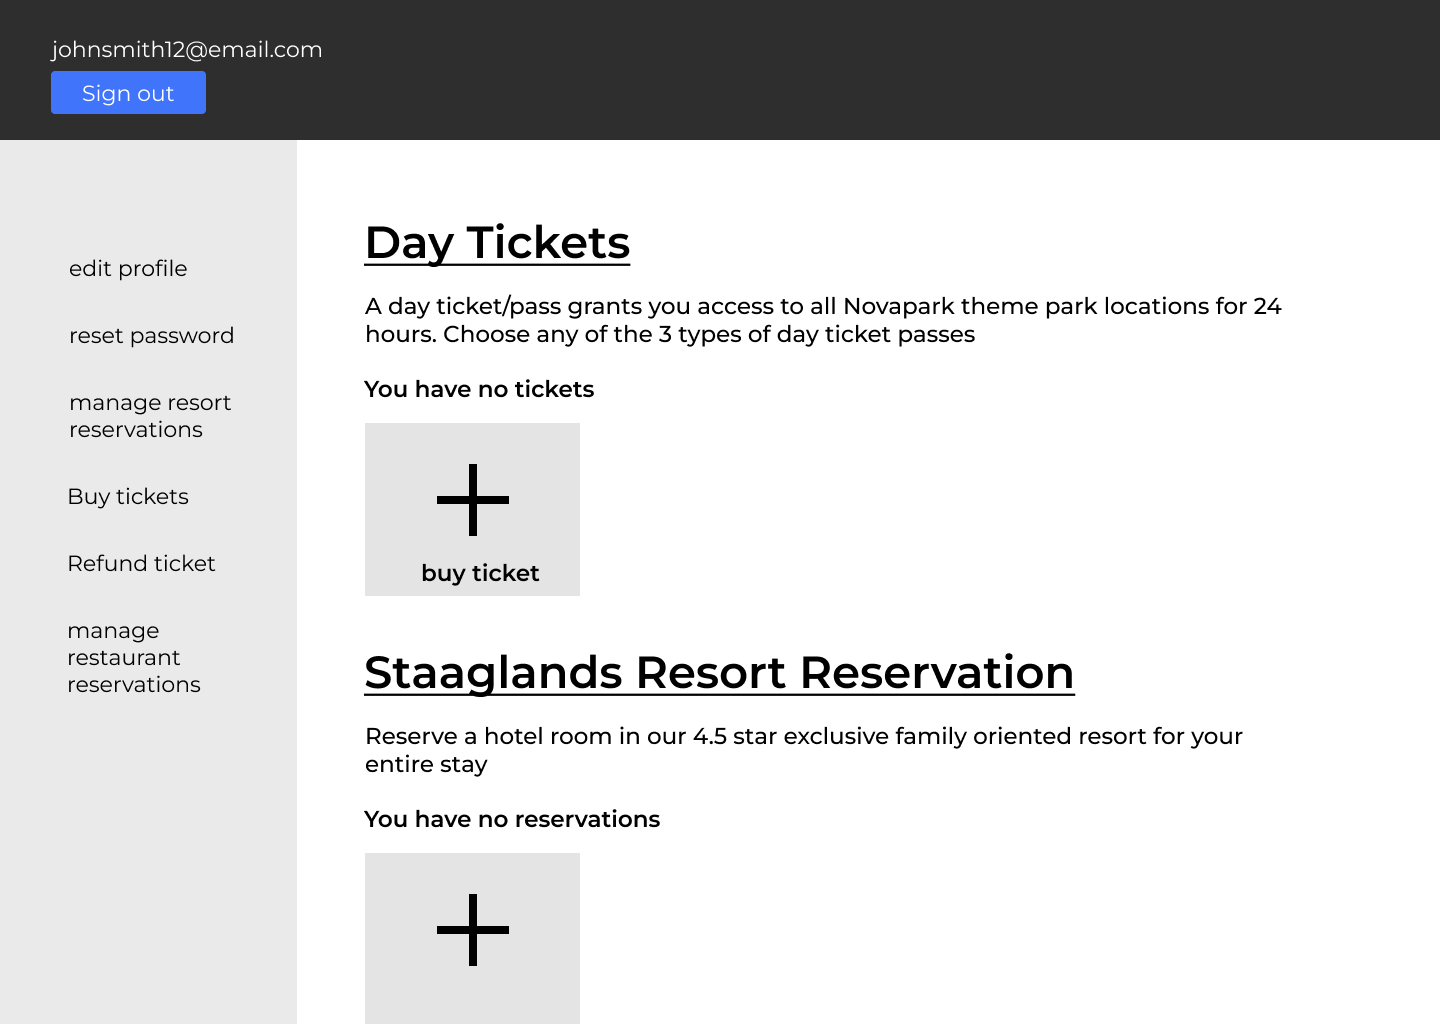 johnsmith12@email.com
Sign out
edit profile
reset password
manage resort
reservations
Buy tickets
Refund ticket
manage
restaurant
reservations
Day Tickets
A day ticket/pass grants you access to all Novapark theme park locations for 24
hours. Choose any of the 3 types of day ticket passes
You have no tickets
buy ticket
Staaglands Resort Reservation
Reserve a hotel room in our 4.5 star exclusive family oriented resort for your
entire stay
You have no reservations